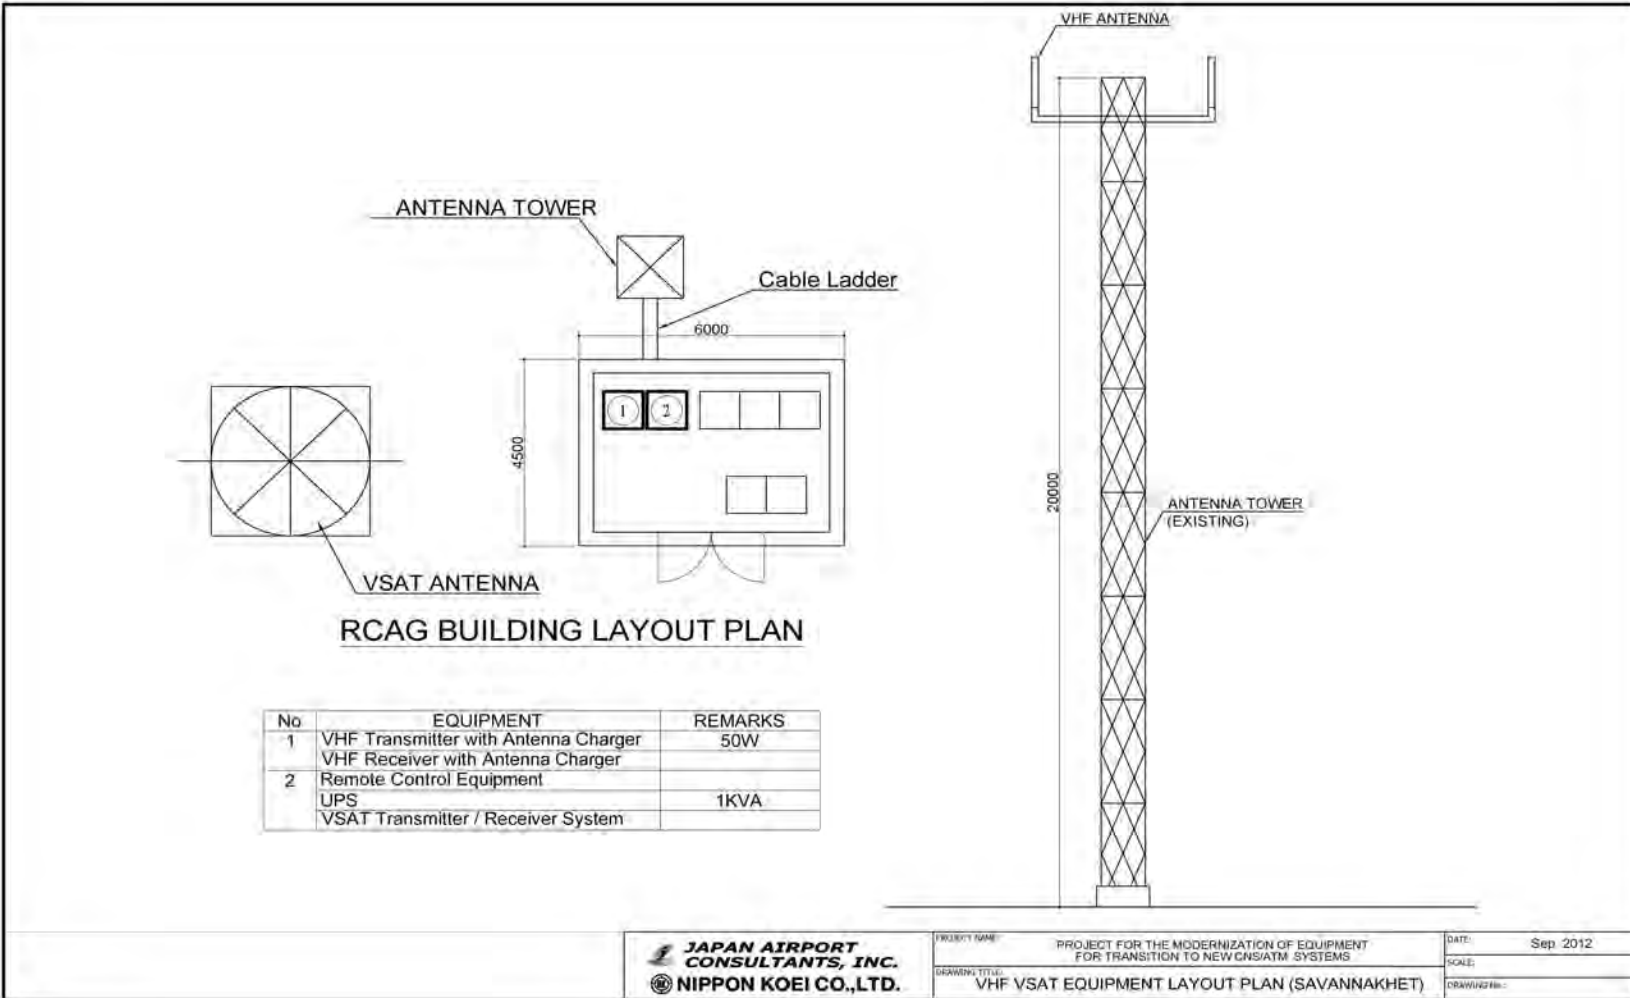 VHF ANTENNA
ANTENNA TOWER
Cable Ladder
6000
4500
1
2
20000
ANTENNA TOWER
(EXISTING)
VSAT ANTENNA
RCAG BUILDING LAYOUT PLAN
No EQUIPMENT REMARKS
1 VHF Transmitter with Antenna Charger 50W
VHF Receiver with Antenna Charger
2 Remote Control Equipment
UPS 1KVA
VSAT Transmitter / Receiver System
JAPAN AIRPORT
CONSULTANTS, INC.
NIPPON KOEI CO.,LTD.
PROJECT NAME:
PROJECT FOR THE MODERNIZATION OF EQUIPMENT
FOR TRANSITION TO NEW CNS/ATM SYSTEMS
DRAWING TITLE:
VHF VSAT EQUIPMENT LAYOUT PLAN (SAVANNAKHET)
DATE: Sep. 2012
SCALE:
DRAWING No.: